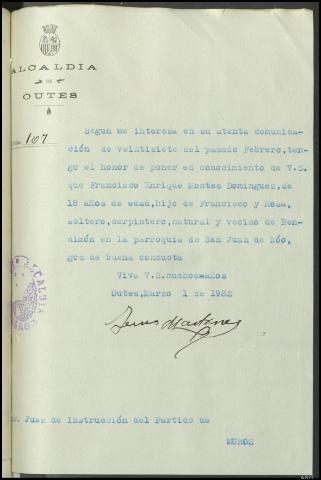 ALCALDIA
DE
OUTES
107
Segun me interesa en su atenta comunica-
ción de veintisiete del pasado Febrero,ten-
go el honor de poner en conocimiento de V.S.
que Francisco Enrique Montes Dominguez,de
18 años de edad,hijo de Francisco y Rosa,
soltero,carpintero,natural y vecino de Ben-
dimón en la parroquia de San Juan de Róo,
goza de buena conducta
Viva V.S.muchosaños
Outes,Marzo 1 de 1932
ALCALDIA
Juez de Instrucción del Partido de
MUROS